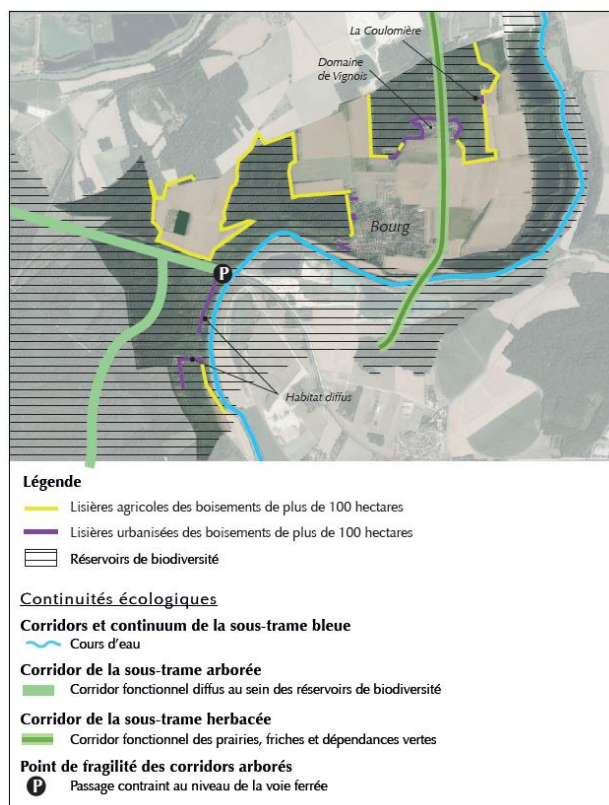 La Coulomière
Domaine
de Vignois
Bourg
P
Habitat diffus
Légende
Lisières agricoles des boisements de plus de 100 hectares
Lisières urbanisées des boisements de plus de 100 hectares
Réservoirs de biodiversité
Continuités écologiques
Corridors et continuum de la sous-trame bleue
Cours d'eau
Corridor de la sous-trame arborée
Corridor fonctionnel diffus au sein des réservoirs de biodiversité
Corridor de la sous-trame herbacée
Corridor fonctionnel des prairies, friches et dépendances vertes
Point de fragilité des corridors arborés
P Passage contraint au niveau de la voie ferrée